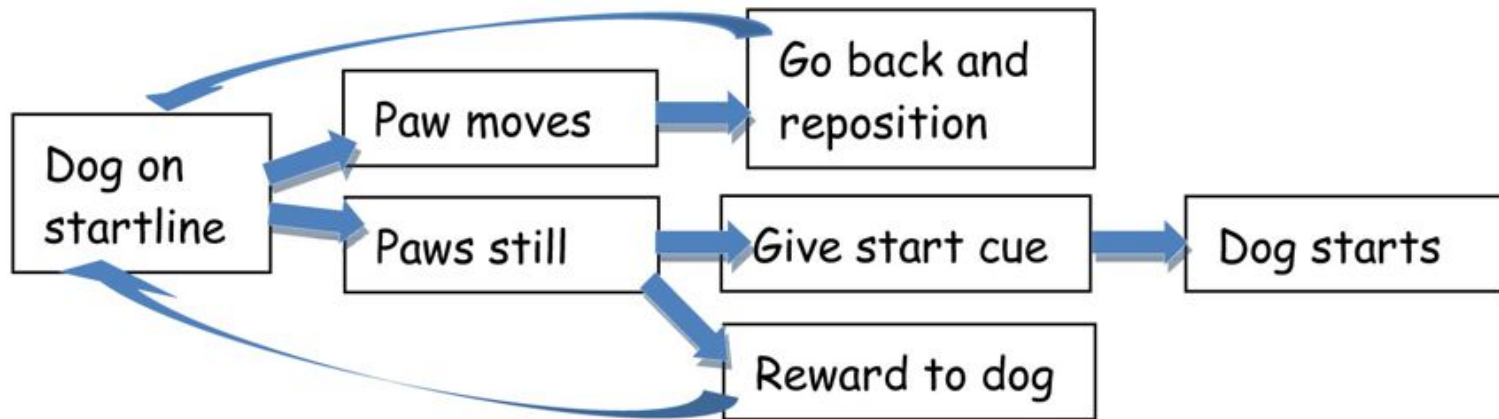 Go back and
reposition
Paw moves
Dog on
startline
Paws still
Give start cue
Dog starts
Reward to dog